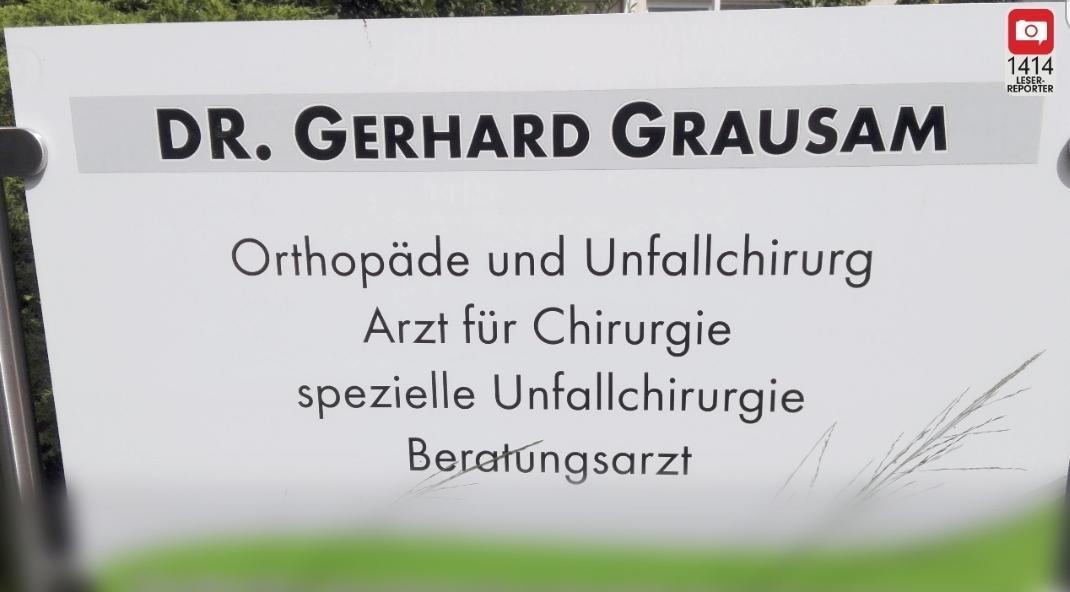 1414
LESER-
REPORTER
DR. GERHARD GRAUSAM
Orthopäde und Unfallchirurg
Arzt für Chirurgie
spezielle Unfallchirurgie
Beratungsarzt